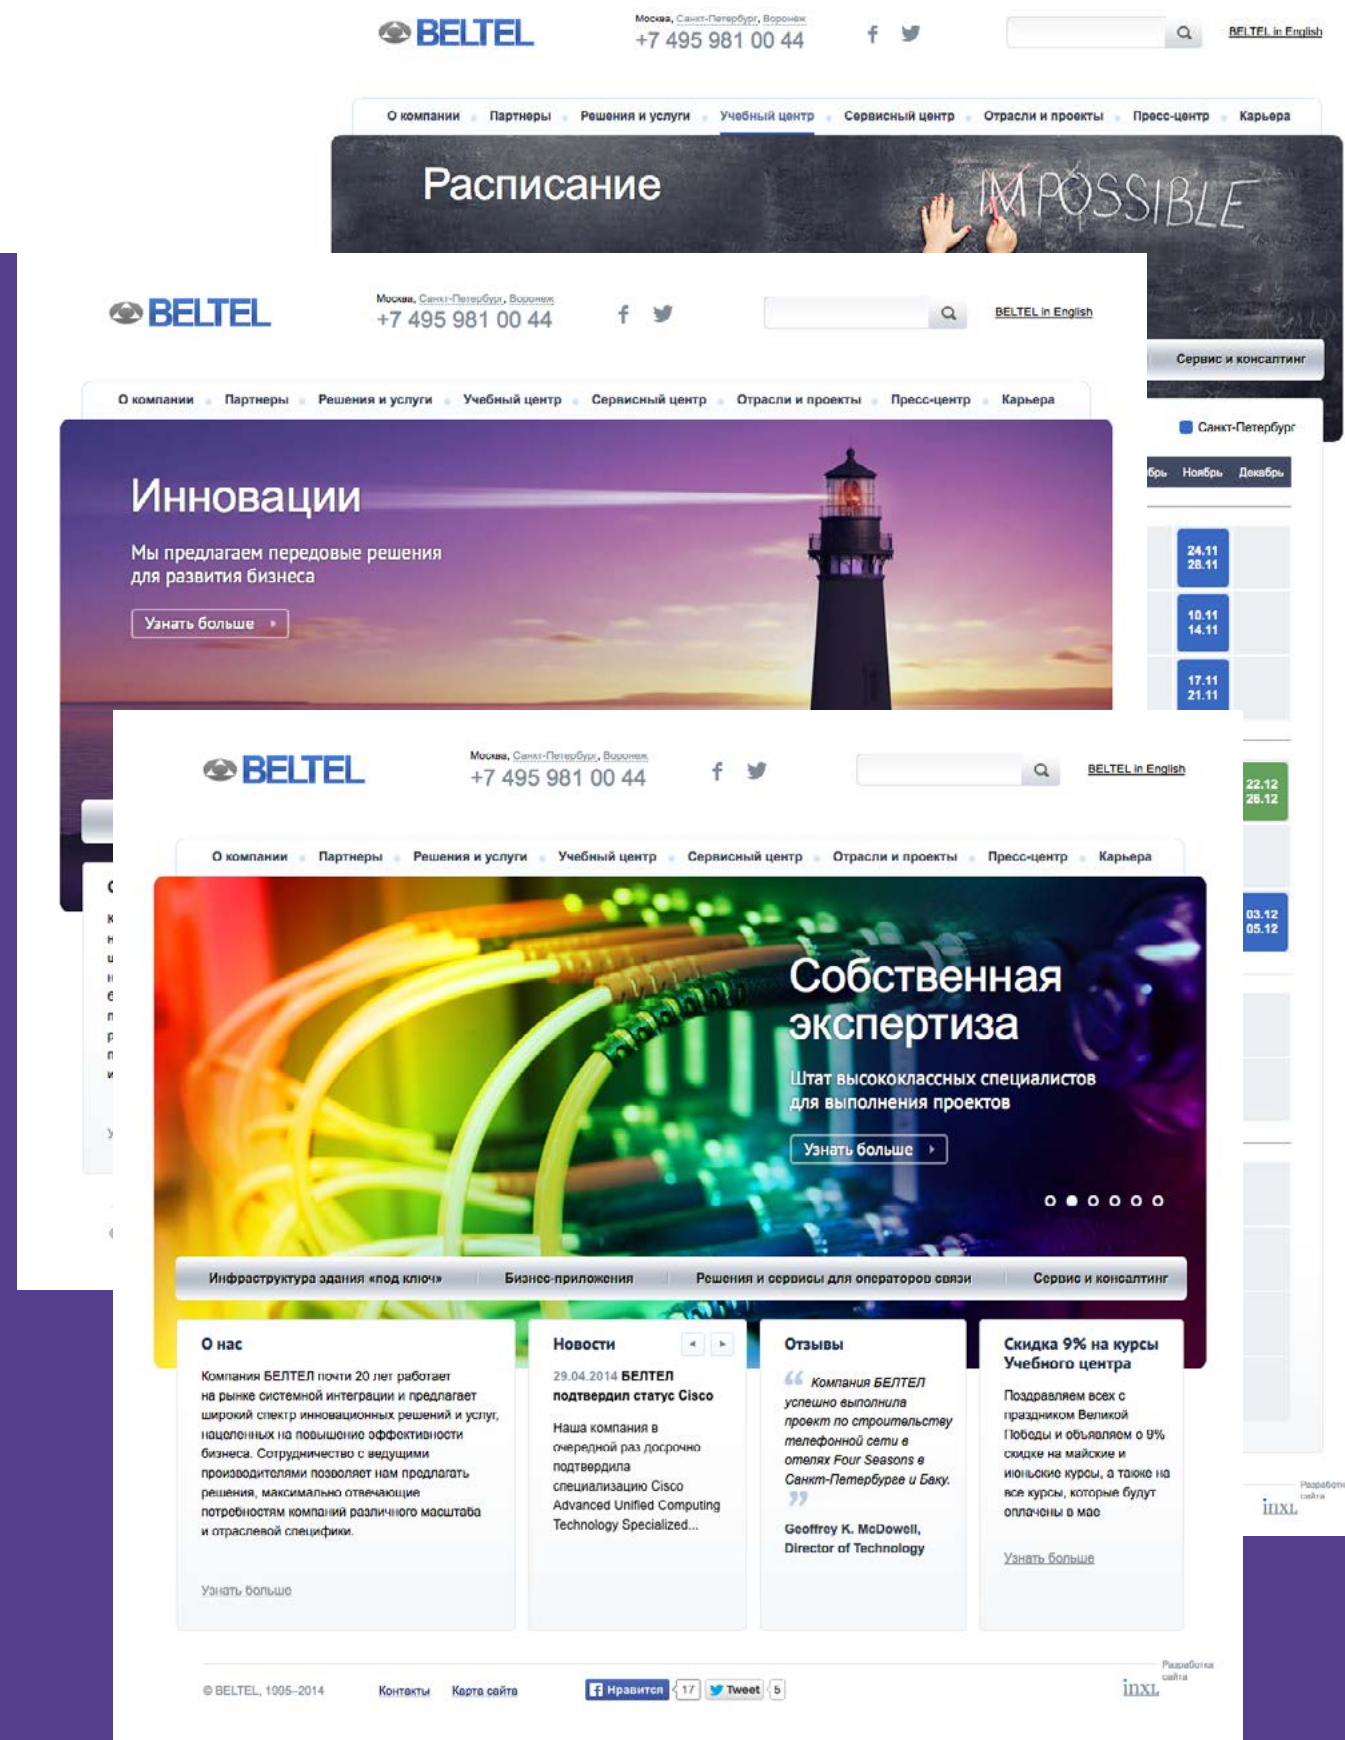 BELTEL
Москва, Санкт-Петербург, Воронеж
+7 495 981 00 44
BELTEL in English
О компании Партнеры Решения и услуги Учебный центр Сервисный центр Отрасли и проекты Пресс-центр Карьера
Расписание
IMPOSSIBLE
BELTEL
Москва, Санкт-Петербург, Воронеж
+7 495 981 00 44
BELTEL in English
О компании Партнеры Решения и услуги Учебный центр Сервисный центр Отрасли и проекты Пресс-центр Карьера
Инновации
Мы предлагаем передовые решения
для развития бизнеса
Узнать больше
Сервис и консалтинг
Санкт-Петербург
Ноябрь Декабрь
24.11
28.11
10.11
14.11
17.11
21.11
22.12
26.12
03.12
05.12
BELTEL
Москва, Санкт-Петербург, Воронеж
+7 495 981 00 44
BELTEL in English
О компании Партнеры Решения и услуги Учебный центр Сервисный центр Отрасли и проекты Пресс-центр Карьера
Собственная
экспертиза
Штат высококлассных специалистов
для выполнения проектов
Узнать больше
Инфраструктура здания «под ключ» Бизнес-приложения Решения и сервисы для операторов связи Сервис и консалтинг
О нас
Компания БЕЛТЕЛ почти 20 лет работает
на рынке системной интеграции и предлагает
широкий спектр инновационных решений и услуг,
нацеленных на повышение эффективности
бизнеса. Сотрудничество с ведущими
производителями позволяет нам предлагать
решения, максимально отвечающие
потребностям компаний различного масштаба
и отраслевой специфики.
Узнать больше
Новости
29.04.2014 БЕЛТЕЛ
подтвердил статус Cisco
Наша компания в
очередной раз досрочно
подтвердила
специализацию Cisco
Advanced Unified Computing
Technology Specialized...
Отзывы
“ Компания БЕЛТЕЛ
успешно выполнила
проект по строительству
телефонной сети в
отелях Four Seasons в
Санкт-Петербурге и Баку.
”
Geoffrey K. McDowell,
Director of Technology
Скидка 9% на курсы
Учебного центра
Поздравляем всех с
праздником Великой
Победы и объявляем о 9%
скидке на майские и
июньские курсы, а также на
все курсы, которые будут
оплачены в мае
Узнать больше
inxl
© BELTEL, 1995–2014 Контакты Карта сайта Нравится 17 Tweet 5
Разработка
сайта
inxl